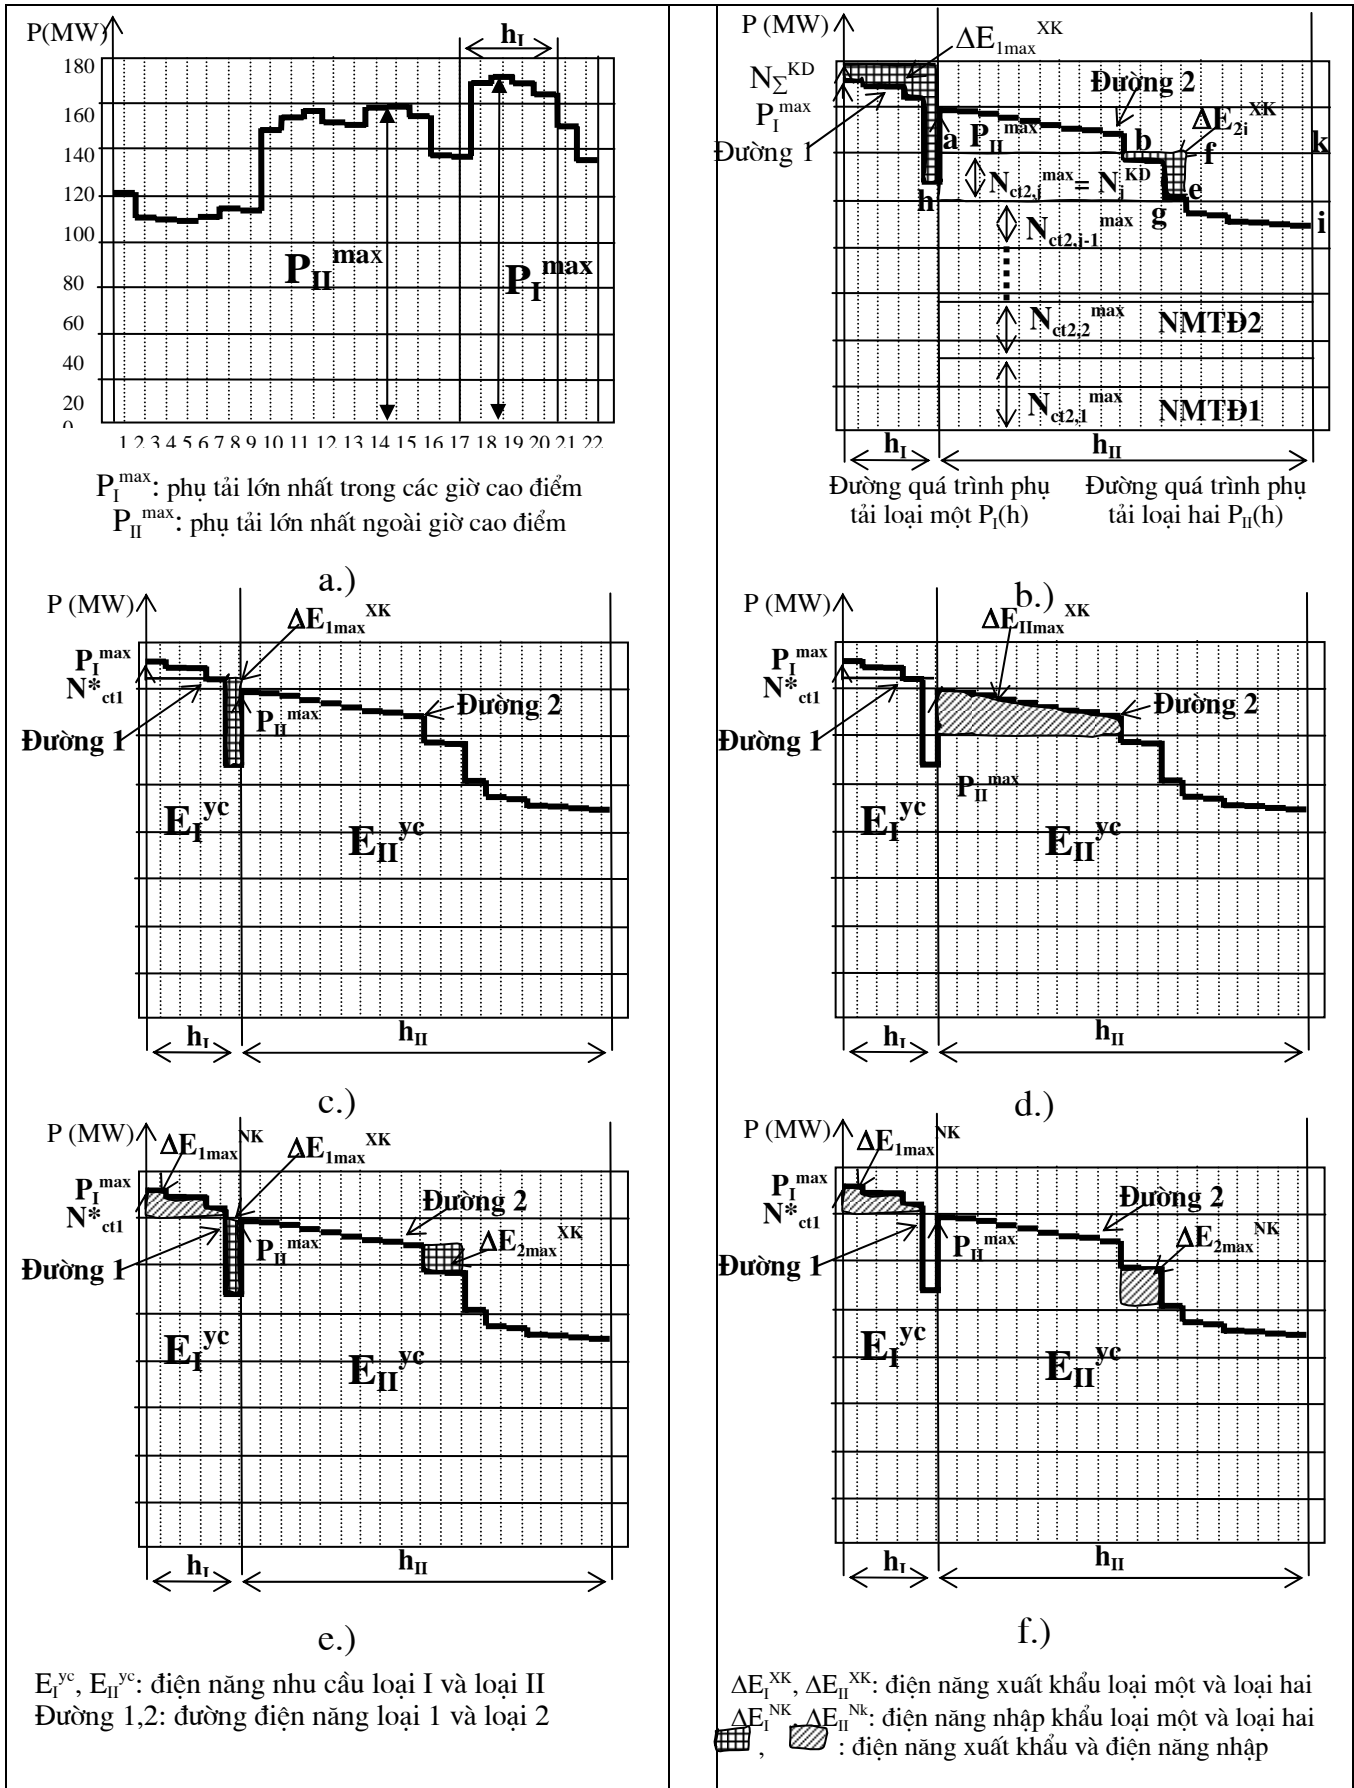 P(MW)
h_I
180
160
140
120
100
80
60
40
20
0
P_II^max
P_I^max
1 2 3 4 5 6 7 8 9 10 11 12 13 14 15 16 17 18 19 20 21 22
P_I^max: phụ tải lớn nhất trong các giờ cao điểm
P_II^max: phụ tải lớn nhất ngoài giờ cao điểm
a.)
P (MW)
ΔE_1max^XK
N_Σ^KD
P_I^max
Đường 1
Đường 2
ΔE_2i^XK
a
P_II^max
b
f
k
h
N_ct2,j^max = N_j^KD
e
g
i
N_ct2,j-1^max
N_ct2,2^max NMTĐ2
N_ct2,1^max NMTĐ1
h_I
h_II
Đường quá trình phụ
tải loại một P_I(h)
Đường quá trình phụ
tải loại hai P_II(h)
b.)
P (MW)
ΔE_1max^XK
P_I^max
N*_ct1
P_II^max
Đường 2
Đường 1
E_I^yc
E_II^yc
h_I
h_II
c.)
P (MW)
ΔE_IImax^XK
P_I^max
N*_ct1
Đường 2
Đường 1
P_II^max
E_I^yc
E_II^yc
h_I
h_II
d.)
P (MW)
ΔE_1max^NK
ΔE_1max^XK
P_I^max
N*_ct1
Đường 2
P_II^max
ΔE_2max^XK
Đường 1
E_I^yc
E_II^yc
h_I
h_II
e.)
P (MW)
ΔE_1max^NK
P_I^max
N*_ct1
Đường 2
P_II^max
ΔE_2max^NK
Đường 1
E_I^yc
E_II^yc
h_I
h_II
f.)
E_I^yc, E_II^yc: điện năng nhu cầu loại I và loại II
Đường 1,2: đường điện năng loại 1 và loại 2
ΔE_I^XK, ΔE_II^XK: điện năng xuất khẩu loại một và loại hai
ΔE_I^NK, ΔE_II^Nk: điện năng nhập khẩu loại một và loại hai
, : điện năng xuất khẩu và điện năng nhập